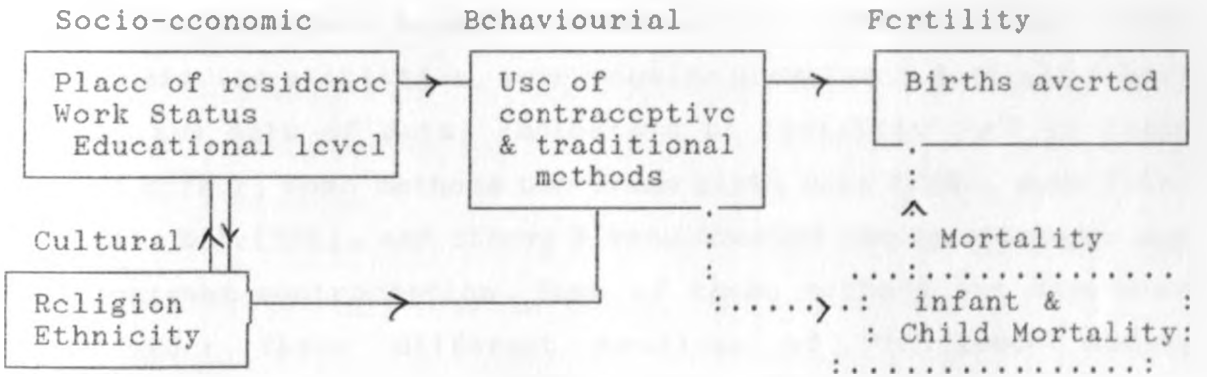 Socio-economic Behaviourial Fertility
Place of residence
Work Status
Educational level
Use of
contraceptive
& traditional
methods
Births averted
Cultural
Religion
Ethnicity
Mortality
infant &
Child Mortality